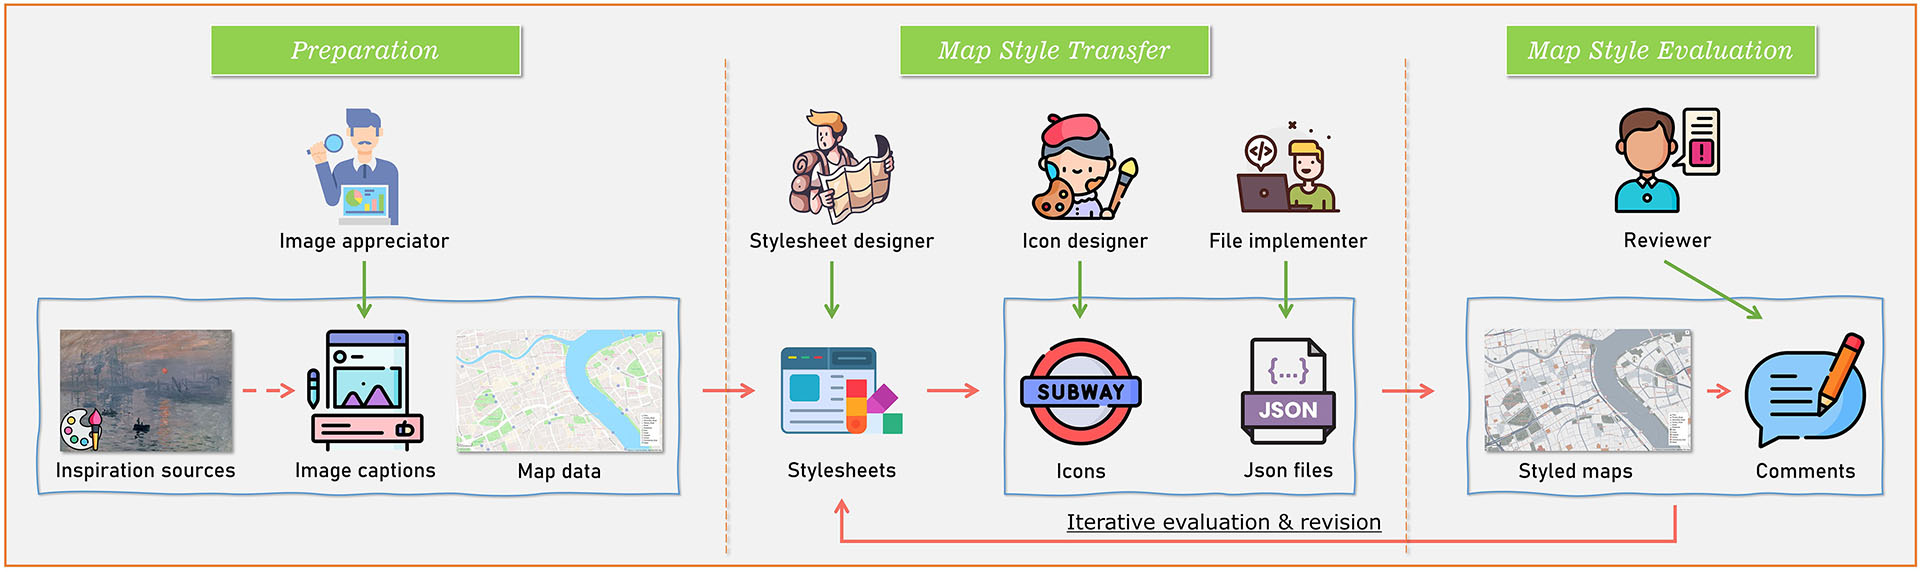 Preparation
Map Style Transfer
Map Style Evaluation
Image appreciator
Stylesheet designer
Icon designer
</>
File implementer
!
Reviewer
Inspiration sources
Image captions
Map data
Stylesheets
SUBWAY
Icons
{...}
JSON
Json files
Styled maps
Comments
Iterative evaluation & revision